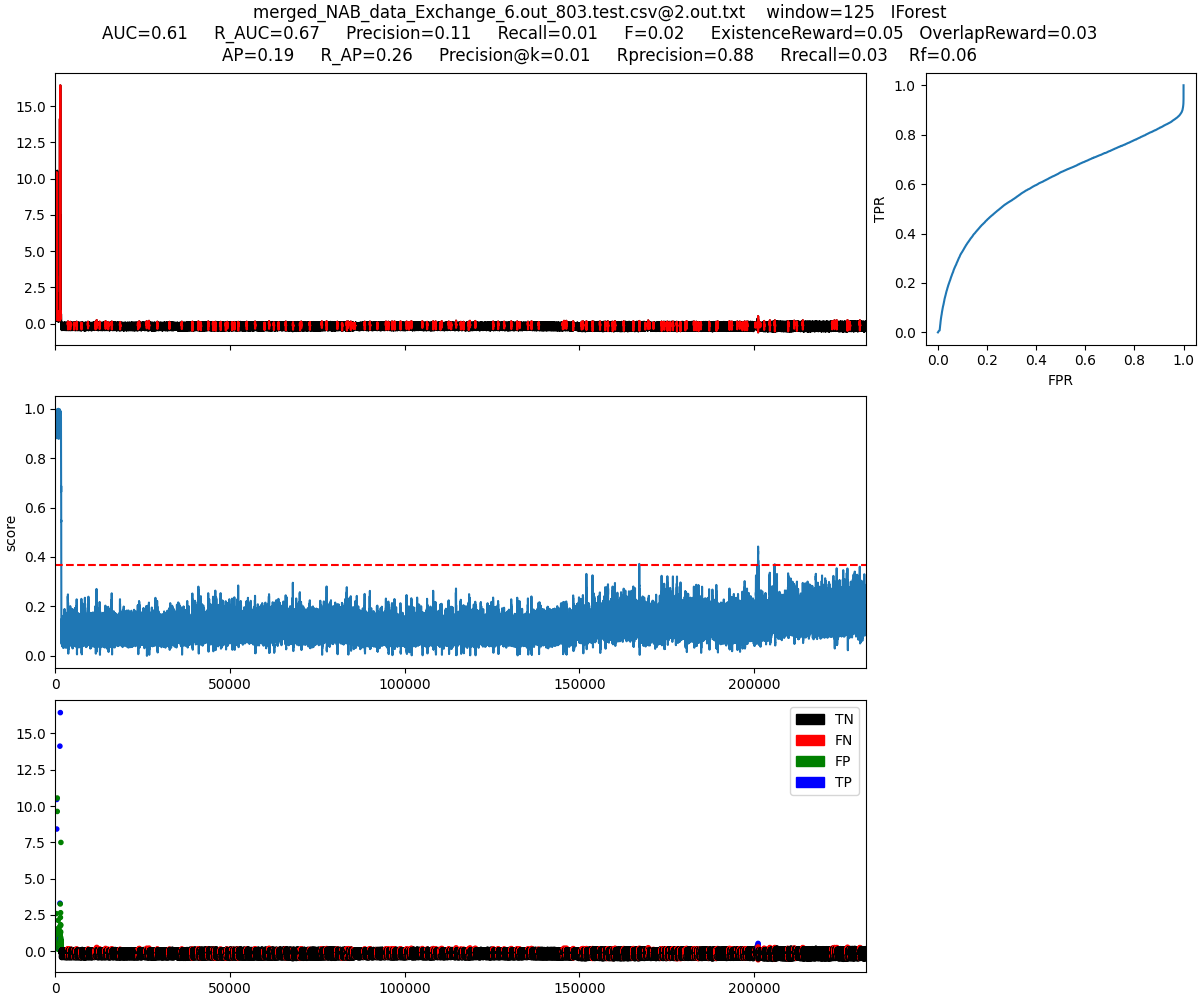 merged_NAB_data_Exchange_6.out_803.test.csv@2.out.txt window=125 IForest
AUC=0.61 R_AUC=0.67 Precision=0.11 Recall=0.01 F=0.02 ExistenceReward=0.05 OverlapReward=0.03
AP=0.19 R_AP=0.26 Precision@k=0.01 Rprecision=0.88 Rrecall=0.03 Rf=0.06
15.0
12.5
10.0
7.5
5.0
2.5
0.0
TPR
1.0
0.8
0.6
0.4
0.2
0.0
0.0 0.2 0.4 0.6 0.8 1.0
FPR
score
1.0
0.8
0.6
0.4
0.2
0.0
0 50000 100000 150000 200000
15.0
12.5
10.0
7.5
5.0
2.5
0.0
TN
FN
FP
TP
0 50000 100000 150000 200000